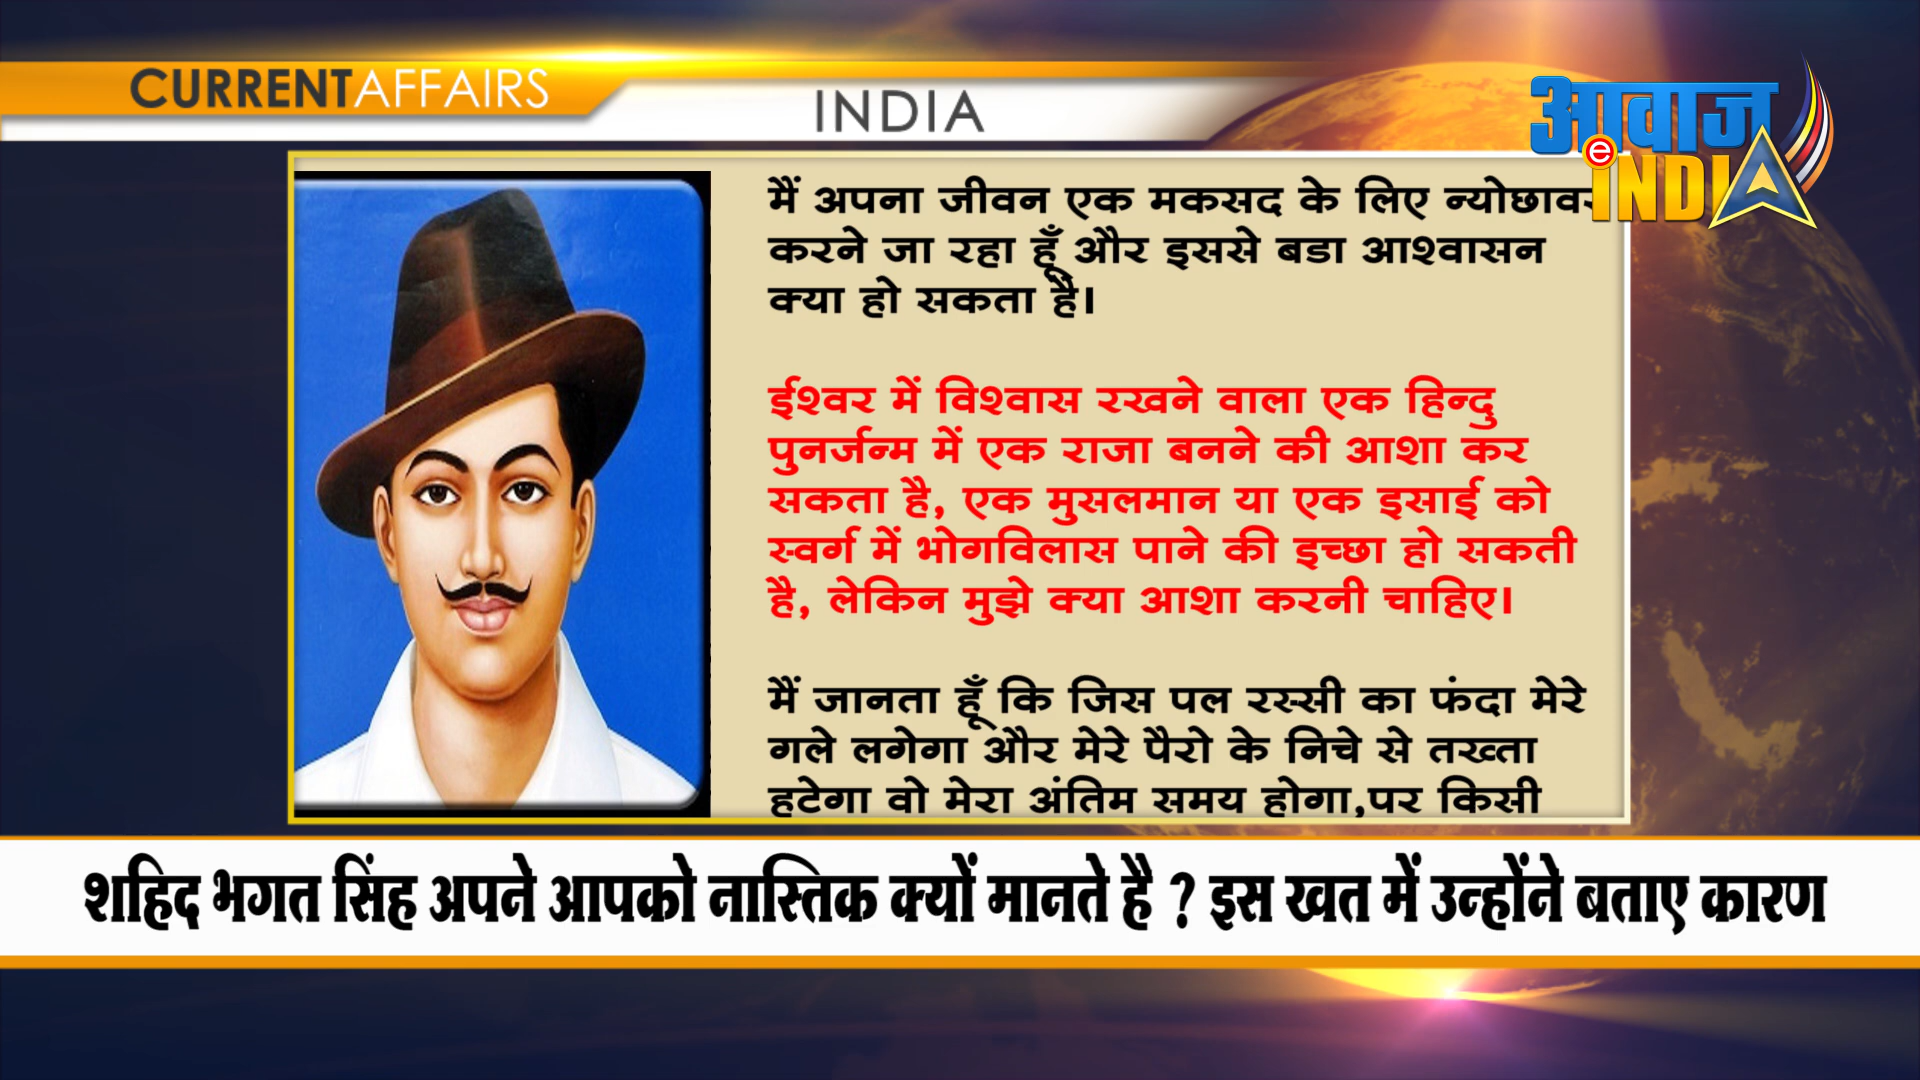 CURRENTAFFAIRS
INDIA
आवाज
e INDIA
मैं अपना जीवन एक मकसद के लिए
करने जा रहा हूँ और इससे बडा आश्वासन
क्या हो सकता है।
ईश्वर में विश्वास रखने वाला एक हिन्दु
पुनर्जन्म में एक राजा बनने की आशा कर
सकता है, एक मुसलमान या एक इसाई को
स्वर्ग में भोगविलास पाने की इच्छा हो सकती
है, लेकिन मुझे क्या आशा करनी चाहिए।
मैं जानता हूँ कि जिस पल रस्सी का फंदा मेरे
गले लगेगा और मेरे पैरो के निचे से तख्ता
हटेगा वो मेरा अंतिम समय होगा,पर किसी
शहिद भगत सिंह अपने आपको नास्तिक क्यों मानते है ? इस खत में उन्होंने बताए कारण